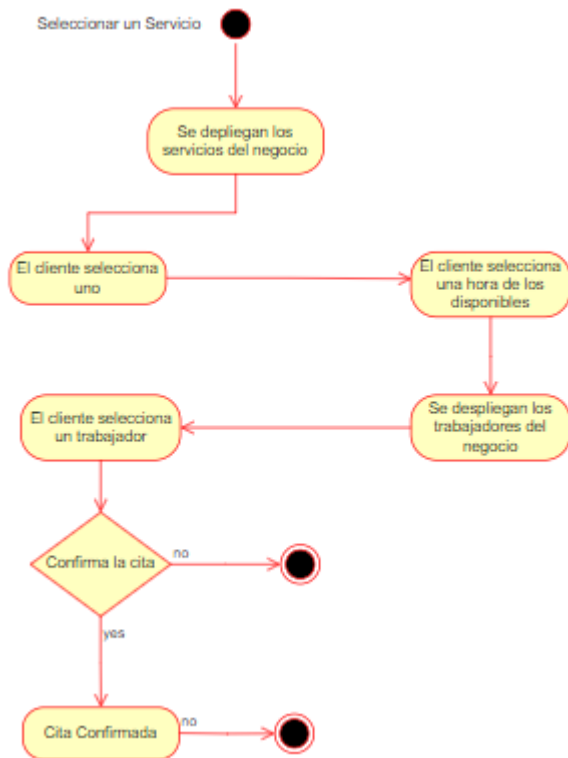 Seleccionar un Servicio
Se depliegan los
servicios del negocio
El cliente selecciona
uno
El cliente selecciona
una hora de los
disponibles
Se despliegan los
trabajadores del
negocio
El cliente selecciona
un trabajador
Confirma la cita
no
yes
Cita Confirmada
no